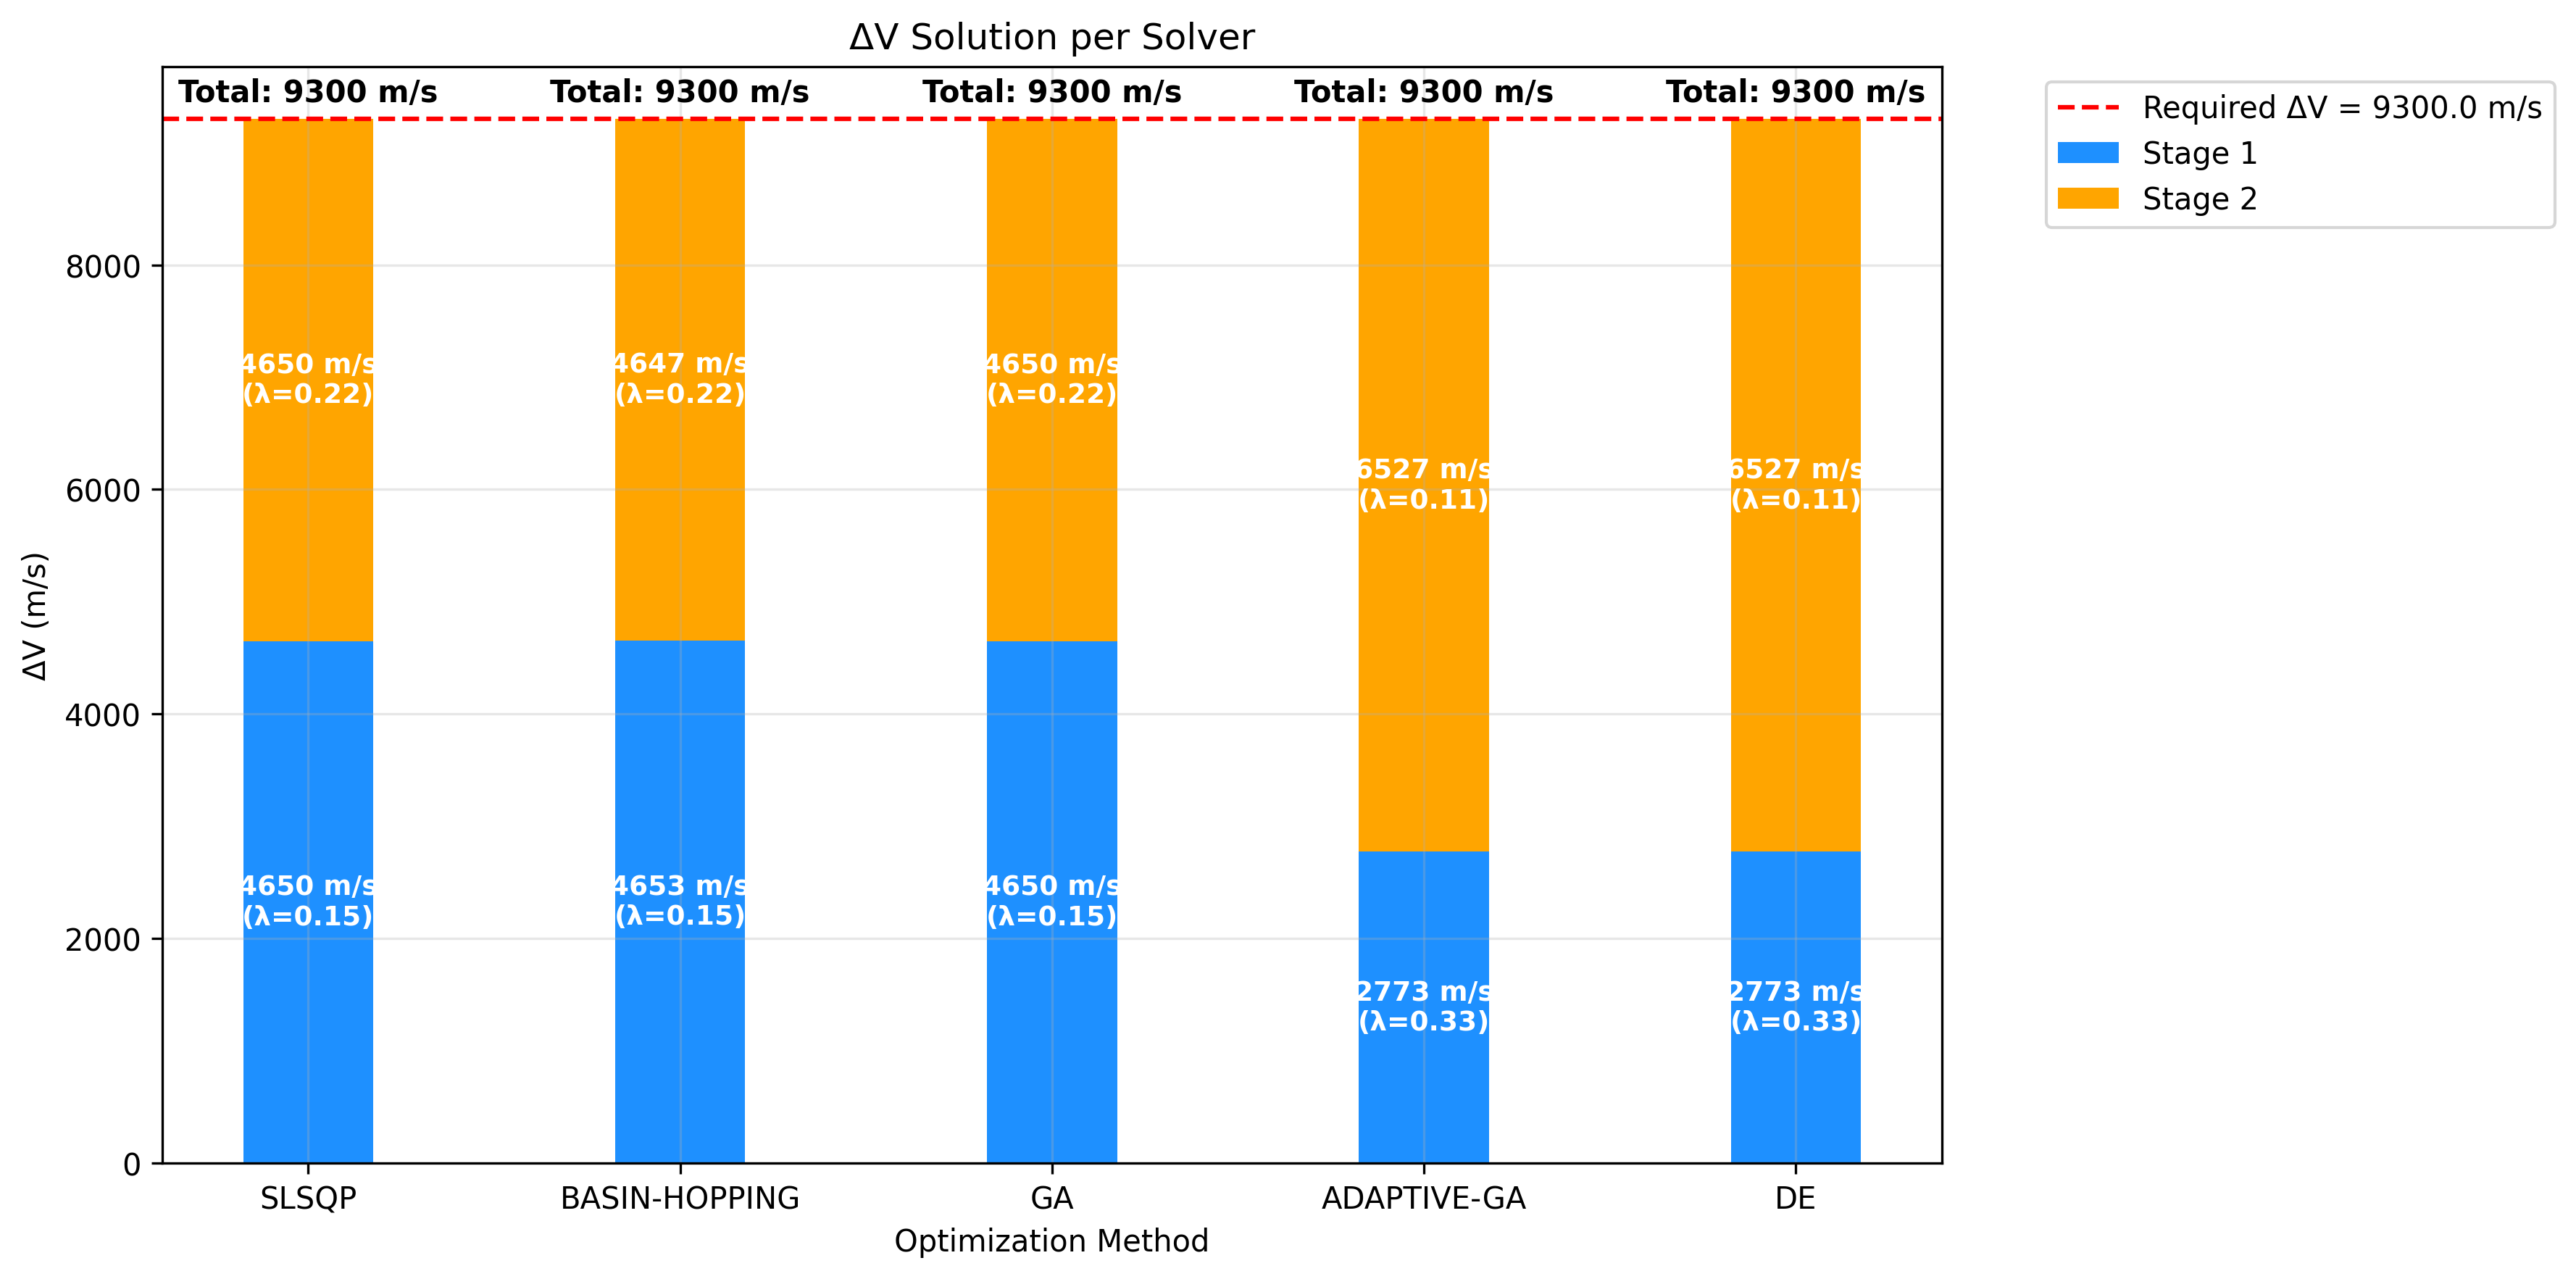 ΔV Solution per Solver
Total: 9300 m/s
Total: 9300 m/s
Total: 9300 m/s
Total: 9300 m/s
Total: 9300 m/s
Required ΔV = 9300.0 m/s
Stage 1
Stage 2
ΔV (m/s)
8000
6000
4000
2000
0
4650 m/s
(λ=0.22)
4647 m/s
(λ=0.22)
4650 m/s
(λ=0.22)
6527 m/s
(λ=0.11)
6527 m/s
(λ=0.11)
4650 m/s
(λ=0.15)
4653 m/s
(λ=0.15)
4650 m/s
(λ=0.15)
2773 m/s
(λ=0.33)
2773 m/s
(λ=0.33)
SLSQP
BASIN-HOPPING
GA
ADAPTIVE-GA
DE
Optimization Method